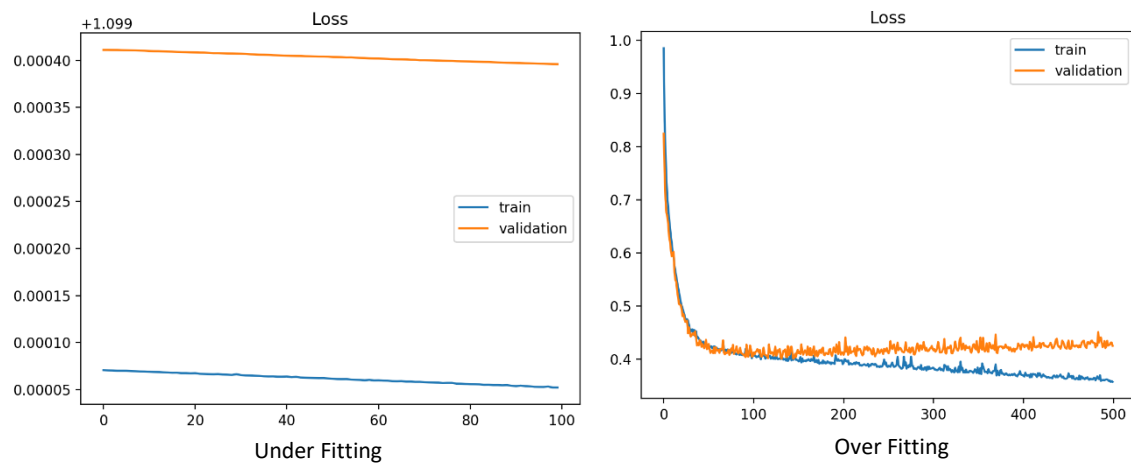 Loss
+1.099
0.00040
0.00035
0.00030
0.00025
0.00020
0.00015
0.00010
0.00005
train
validation
0 20 40 60 80 100
Under Fitting
Loss
1.0
0.9
0.8
0.7
0.6
0.5
0.4
train
validation
0 100 200 300 400 500
Over Fitting